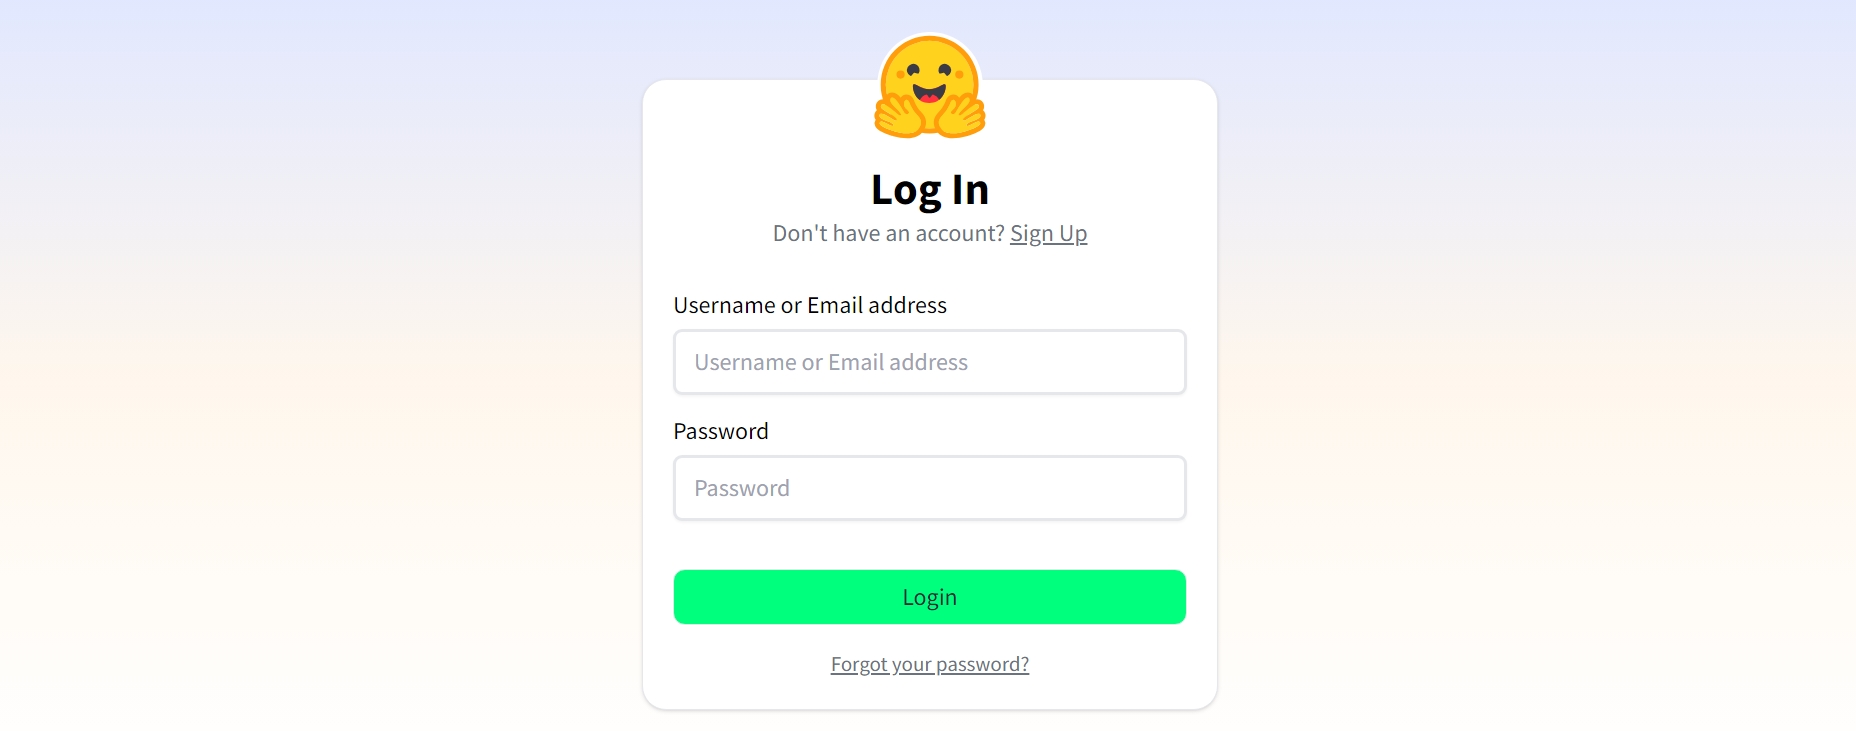 Log In
Don't have an account? Sign Up
Username or Email address
Username or Email address
Password
Password
Login
Forgot your password?